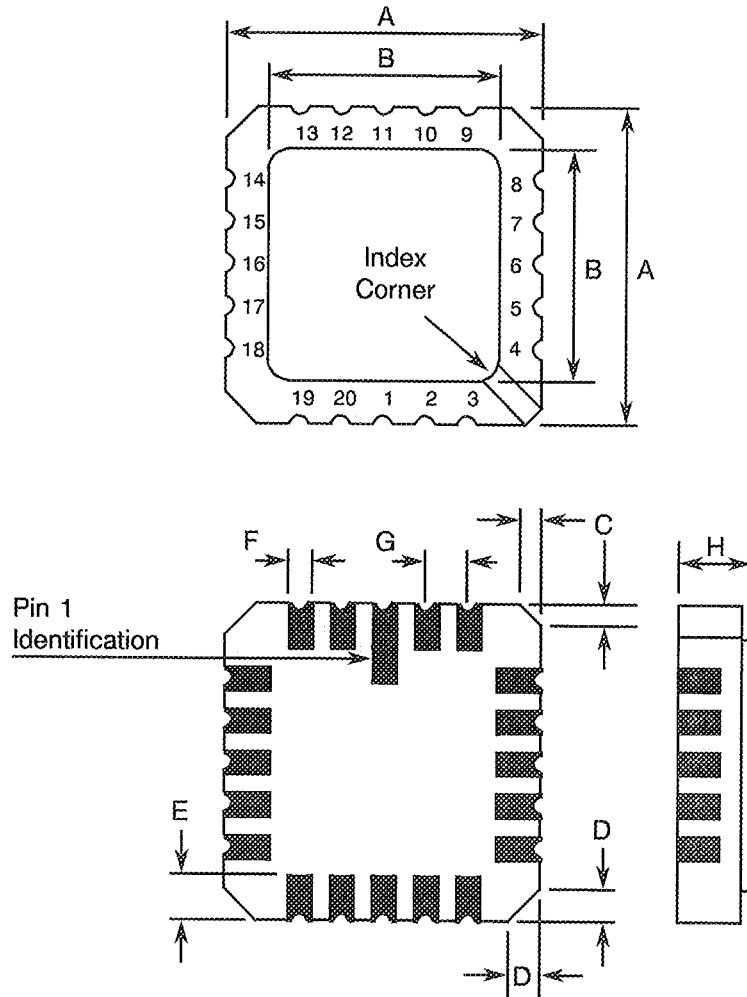 A
B
13 12 11 10 9
14 8
15 7
16 6
17 5
18 4
Index
Corner
B
A
19 20 1 2 3
F
G
C
H
Pin 1
Identification
E
D
D